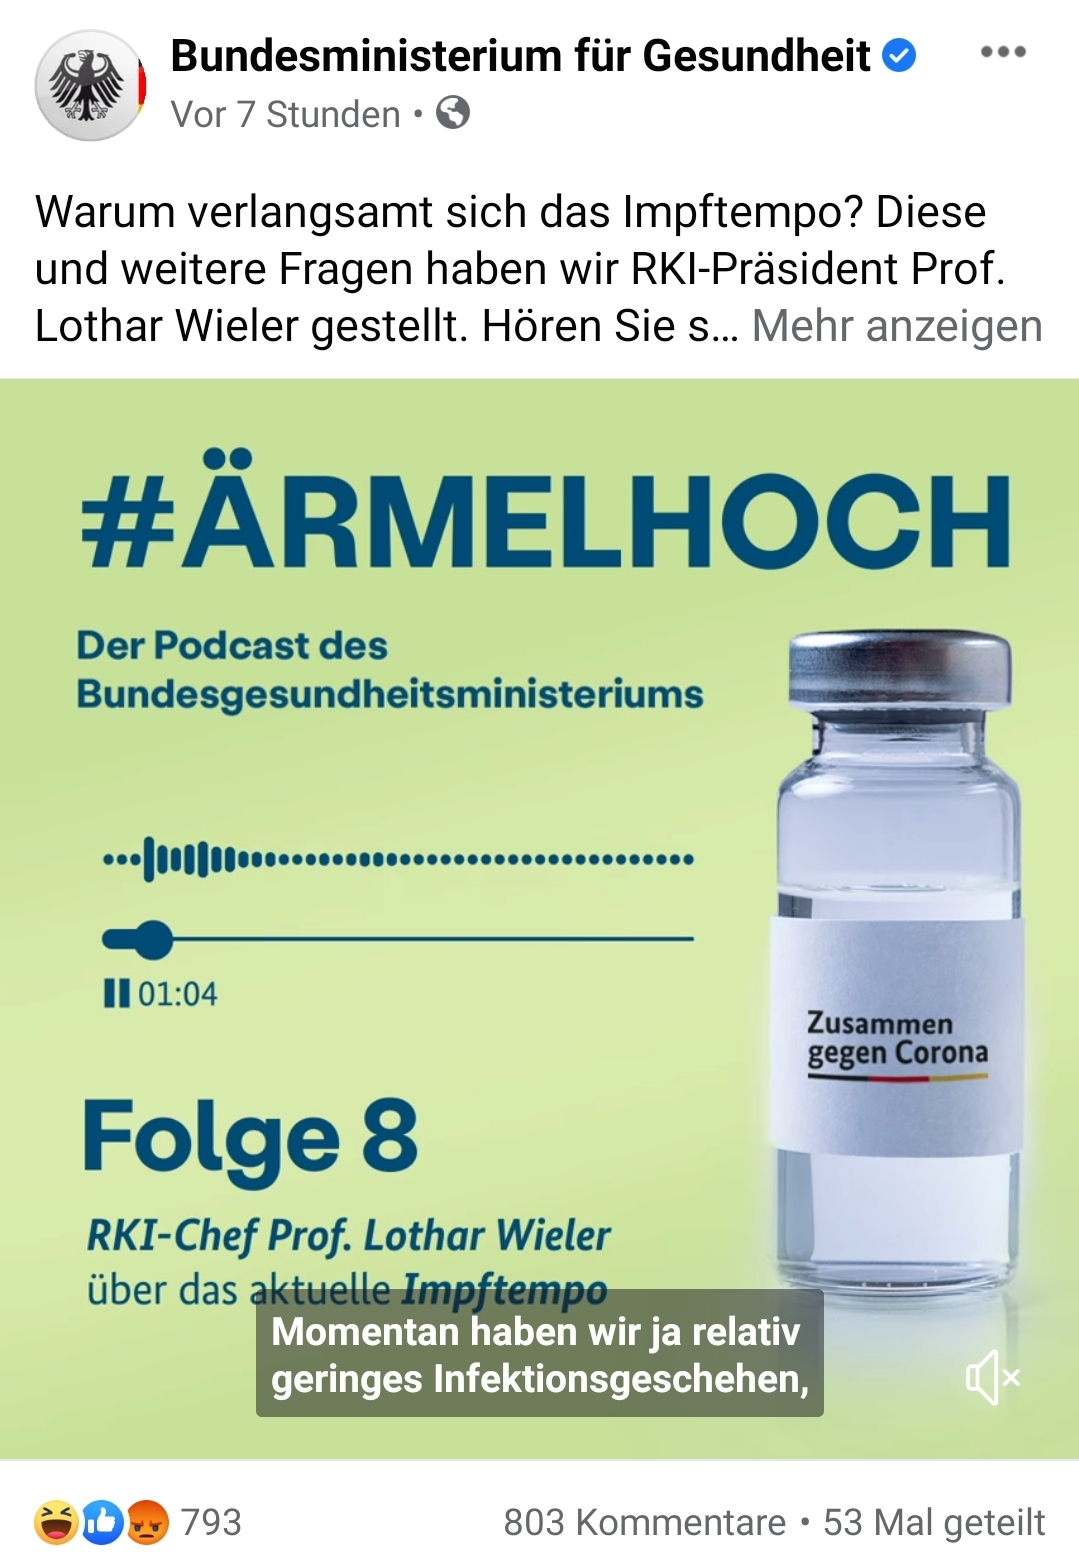 Bundesministerium für Gesundheit
Vor 7 Stunden •
Warum verlangsamt sich das Impftempo? Diese
und weitere Fragen haben wir RKI-Präsident Prof.
Lothar Wieler gestellt. Hören Sie s... Mehr anzeigen
#ÄRMELHOCH
Der Podcast des
Bundesgesundheitsministeriums
01:04
Zusammen
gegen Corona
Folge 8
RKI-Chef Prof. Lothar Wieler
über das aktuelle Impftempo
Momentan haben wir ja relativ
geringes Infektionsgeschehen,
793
803 Kommentare • 53 Mal geteilt